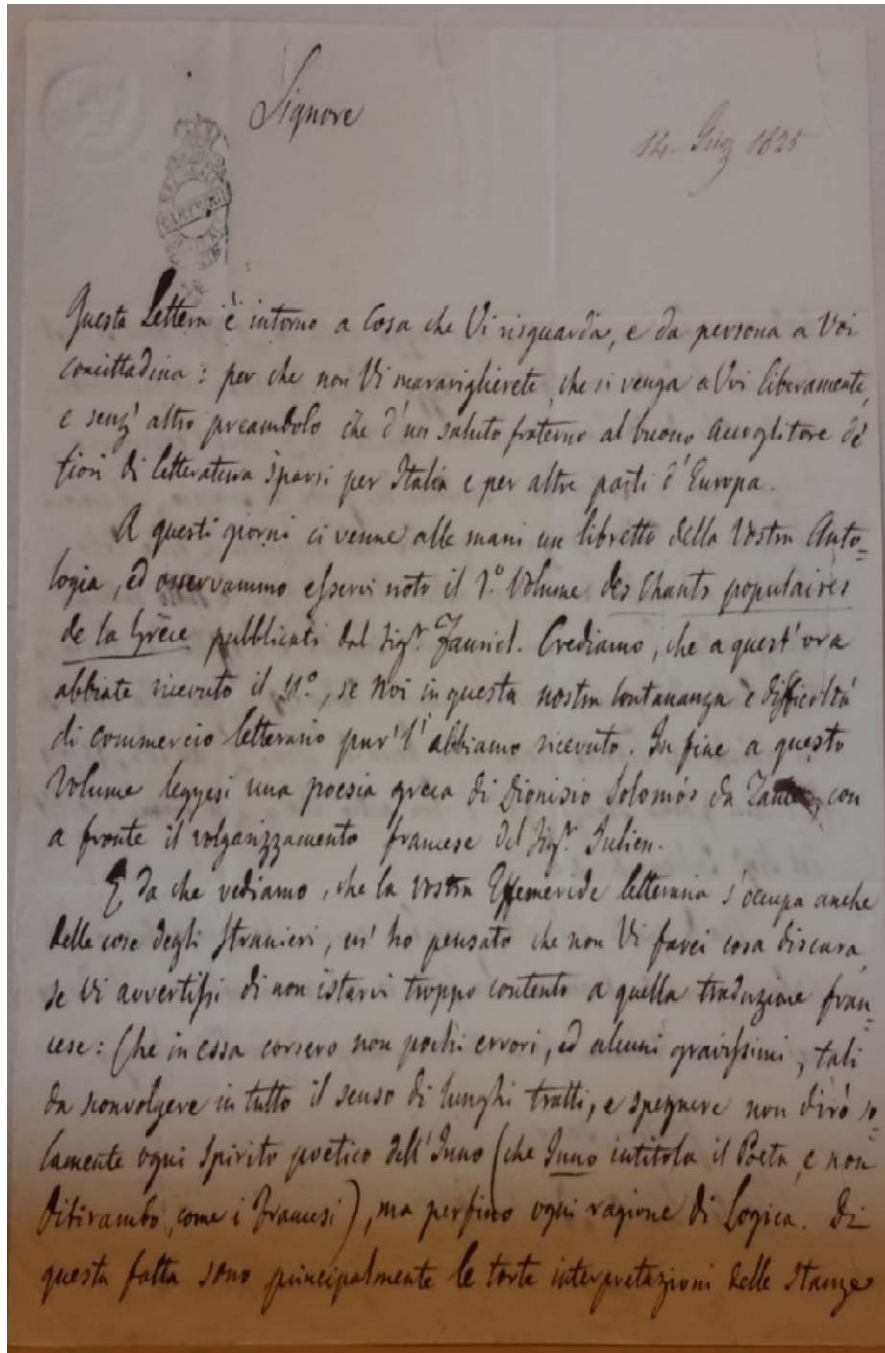 Signore
14. Giug 1825
CARTEGGI
Questa Lettera è intorno a Cosa che Vi risguarda, e da persona a Voi
concittadina: per che non Vi maraviglierete, che si venga a Voi liberamente,
e senz' altro preambolo che d'un saluto fraterno al buono Accoglitore de'
fiori di letteratura sparsi per Italia e per altre parti d'Europa.
A questi giorni ci venne alle mani un libretto della Vostra Anto=
logia, ed osservammo esservi noto il 1º Volume des Chants populaires
de la Grèce pubblicati dal Sigr. Fauriel. Crediamo, che a quest'ora
abbiate ricevuto il IIº, se Noi in questa nostra lontananza e difficoltà
di commercio letterario pur l'abbiamo ricevuto. In fine a questo
Volume leggesi una poesia greca di Dionisio Solomòs da Zante, con
a fronte il volgarizzamento francese del Sigr. Julien.
E da che vediamo, che la vostra Effemeride letteraria s'occupa anche
delle cose degli Stranieri, m' ho pensato che non Vi farei cosa discara,
se Vi avvertissi di non istarvi troppo contento a quella traduzione fran=
cese: Che in essa corsero non pochi errori, ed alcuni gravissimi, tali
da sconvolgere in tutto il senso di lunghi tratti, e spegnere non dirò so=
lamente ogni spirito poetico dell'Inno (che Inno intitola il Poeta, e non
Ditirambo, come i Francesi), ma perfino ogni ragione di Logica. Di
questa fatta sono principalmente le torte interpretazioni delle Stanze